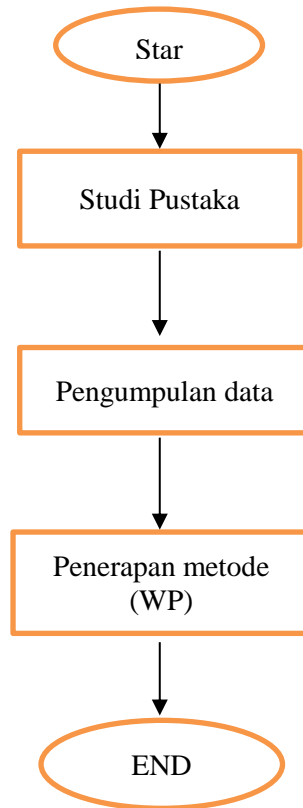 Star
Studi Pustaka
Pengumpulan data
Penerapan metode
(WP)
END